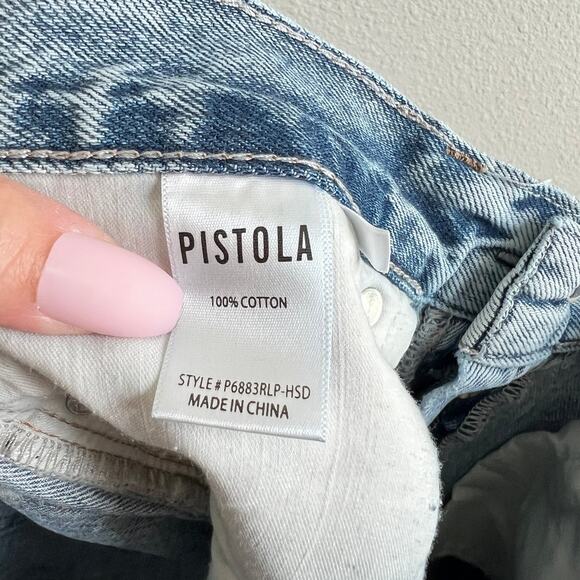 PISTOLA
100% COTTON
STYLE # P6883RLP-HSD
MADE IN CHINA